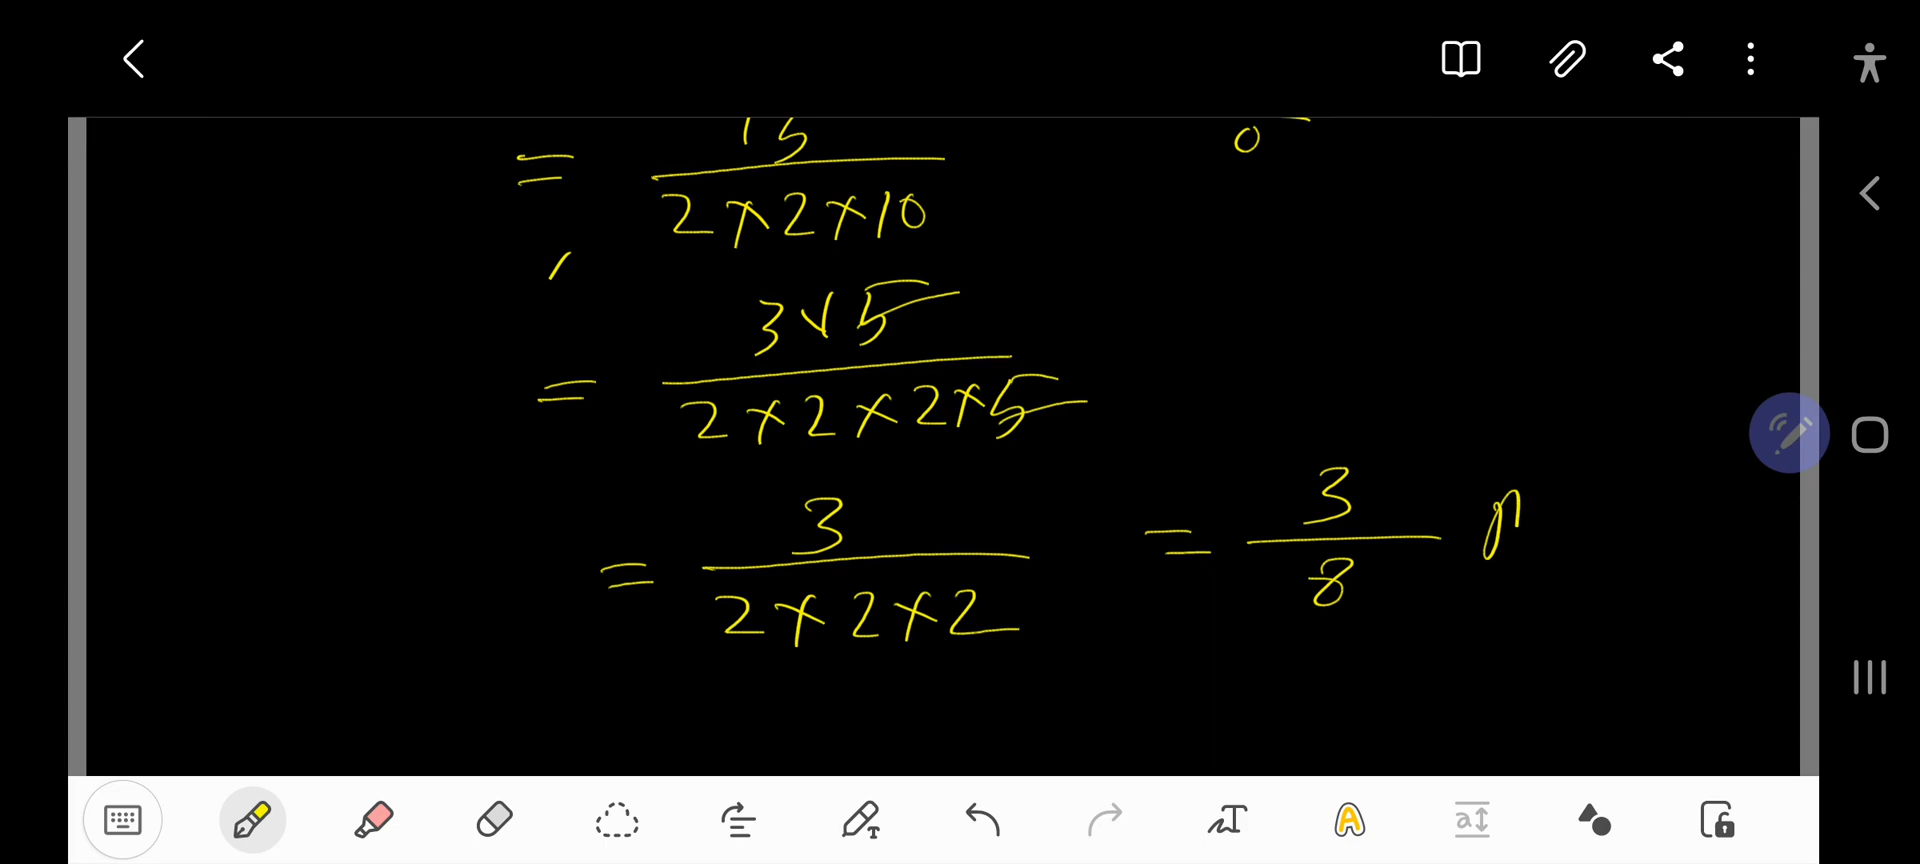 = 15 / 2×2×10
= 3×5 / 2×2×2×5
= 3 / 2×2×2 = 3 / 8